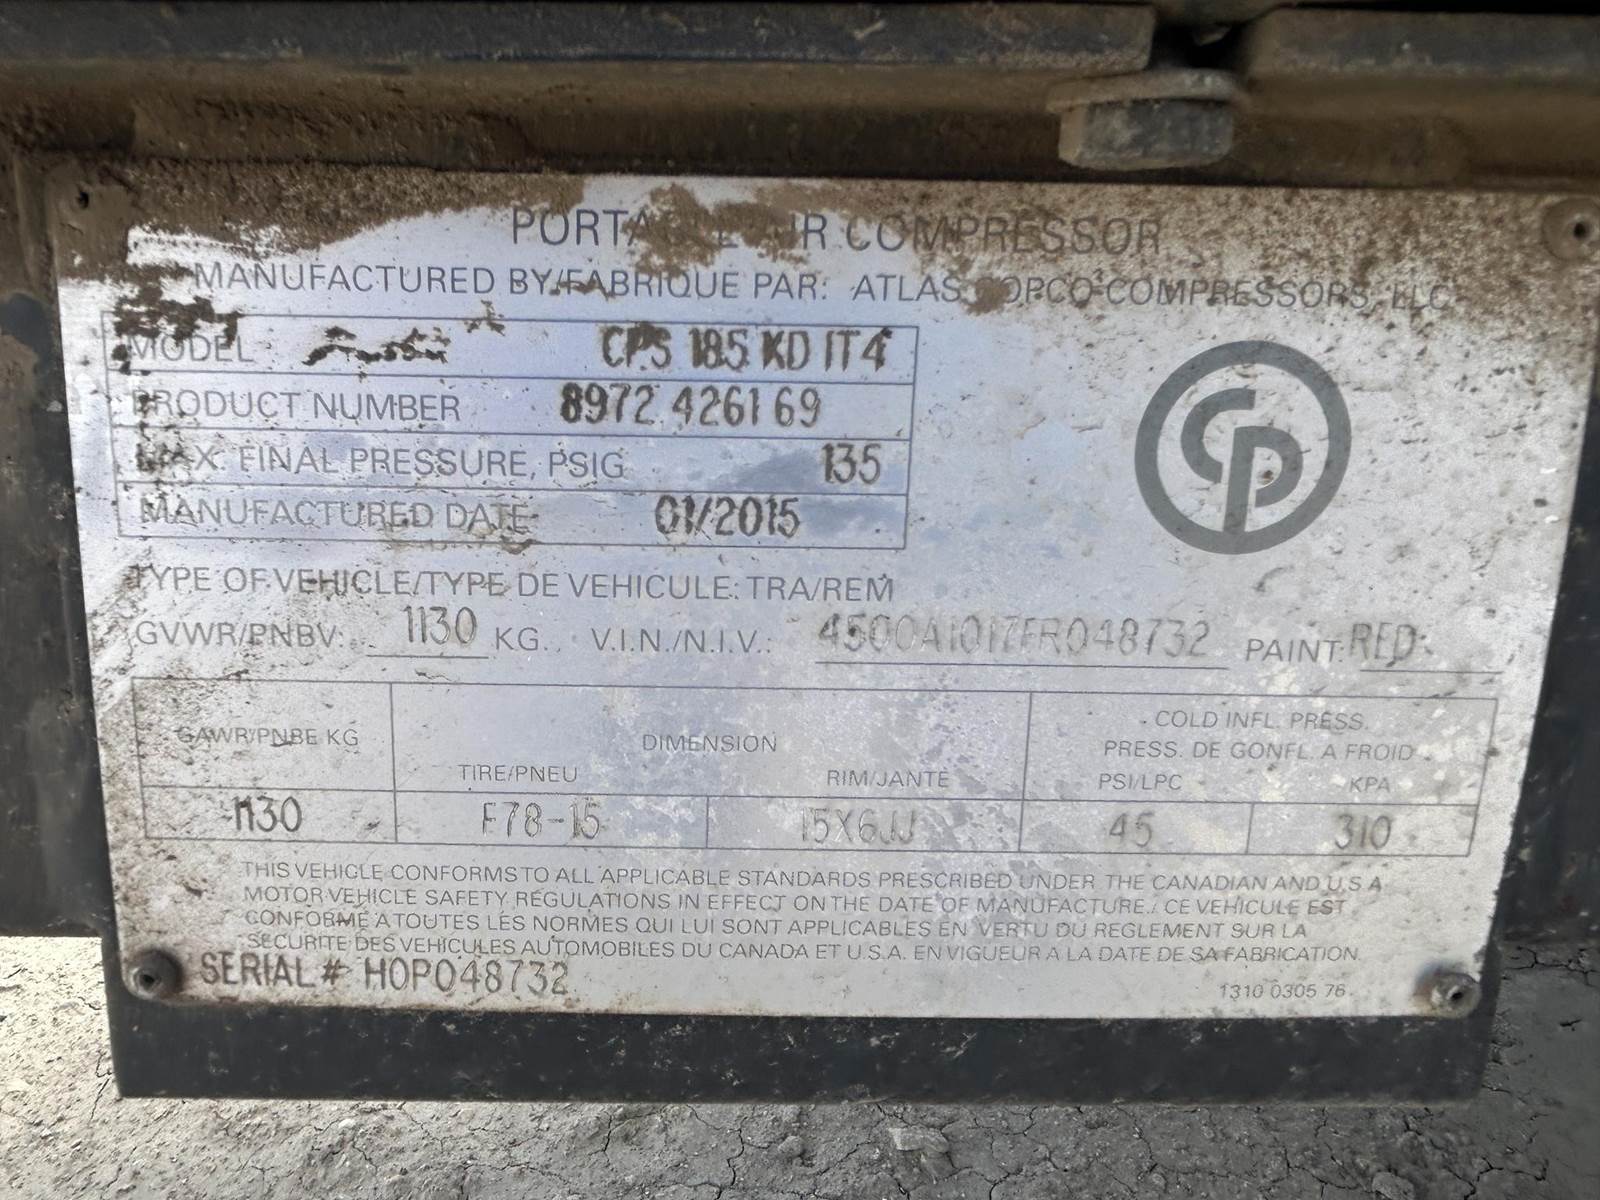 PORTABLE AIR COMPRESSOR
MANUFACTURED BY/FABRIQUE PAR: ATLAS COPCO COMPRESSORS, LLC
MODEL CPS 185 KD IT4
PRODUCT NUMBER 8972 4261 69
MAX. FINAL PRESSURE, PSIG 135
MANUFACTURED DATE 01/2015
CP
TYPE OF VEHICLE/TYPE DE VEHICULE: TRA/REM
GVWR/PNBV: 1130 KG. V.I.N./N.I.V.: 4500A1017FR048732 PAINT: RED
GAWR/PNBE KG DIMENSION COLD INFL. PRESS.
PRESS. DE GONFL. A FROID
TIRE/PNEU RIM/JANTE PSI/LPC KPA
1130 F78-15 15X6JJ 45 310
THIS VEHICLE CONFORMS TO ALL APPLICABLE STANDARDS PRESCRIBED UNDER THE CANADIAN AND U.S.A
MOTOR VEHICLE SAFETY REGULATIONS IN EFFECT ON THE DATE OF MANUFACTURE./ CE VEHICULE EST
CONFORME A TOUTES LES NORMES QUI LUI SONT APPLICABLES EN VERTU DU REGLEMENT SUR LA
SECURITE DES VEHICULES AUTOMOBILES DU CANADA ET U.S.A. EN VIGUEUR A LA DATE DE SA FABRICATION.
SERIAL # HOP048732
1310 0305 76